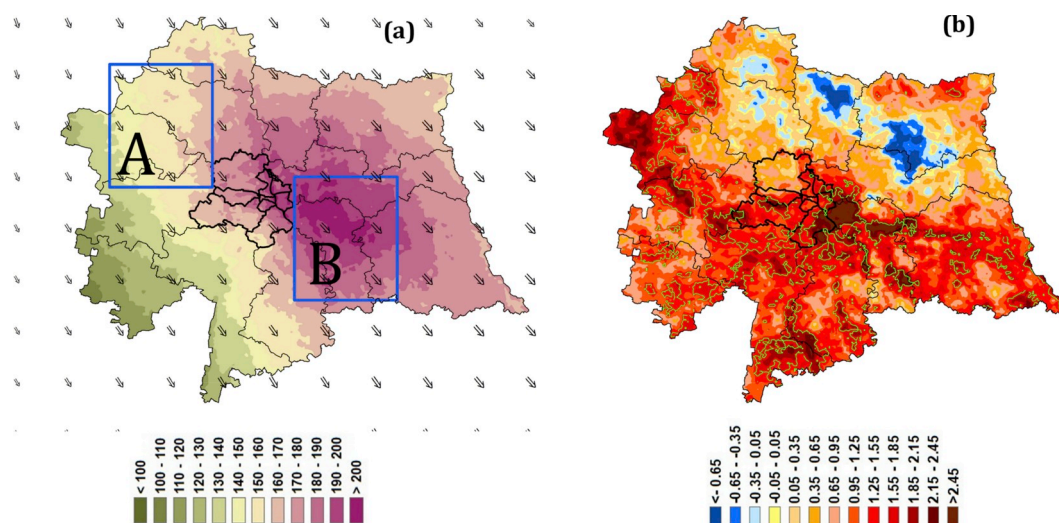 (a)
(b)
A
B
< 100
100 - 110
110 - 120
120 - 130
130 - 140
140 - 150
150 - 160
160 - 170
170 - 180
180 - 190
190 - 200
> 200
<- 0.65
-0.65 - -0.35
-0.35 - 0.05
-0.05 - 0.05
0.05 - 0.35
0.35 - 0.65
0.65 - 0.95
0.95 - 1.25
1.25 - 1.55
1.55 - 1.85
1.85 - 2.15
2.15 - 2.45
>2.45